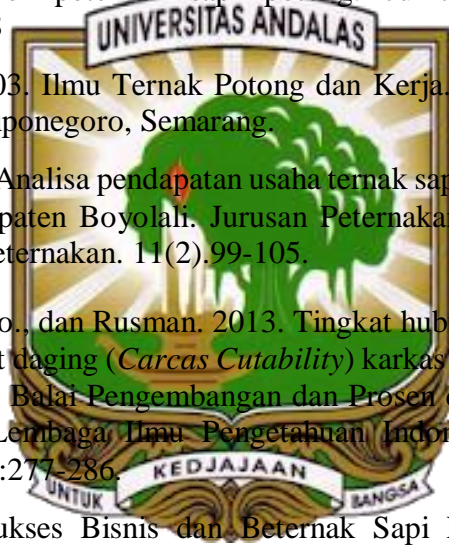 UNIVERSITAS ANDALAS
03. Ilmu Ternak Potong dan Kerja.
iponegoro, Semarang.
Analisa pendapatan usaha ternak sap
paten Boyolali. Jurusan Peternakan
eternakan. 11(2).99-105.
o., dan Rusman. 2013. Tingkat hub
t daging (Carcas Cutability) karkas
Balai Pengembangan dan Prosen
Lembaga Ilmu Pengetahuan Indon
:277-286.
KEDJAJAAN
UNTUK BANGSA
ukses Bisnis dan Beternak Sapi